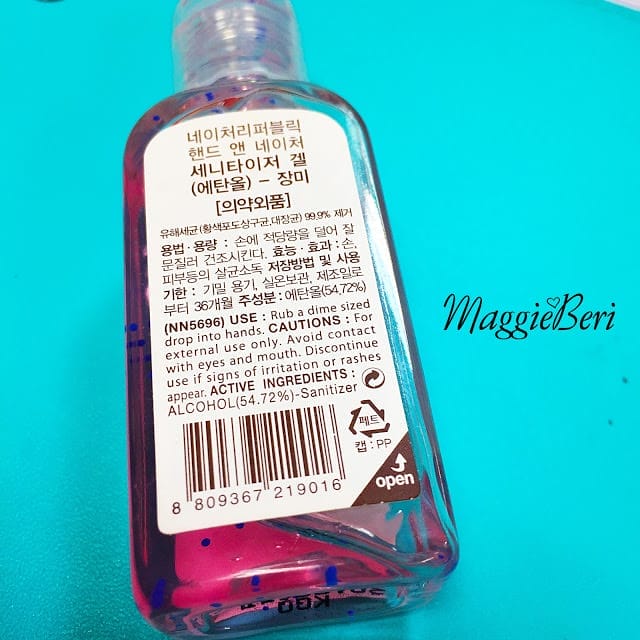 네이처리퍼블릭
핸드 앤 네이처
세니타이저 겔
(에탄올) - 장미
[의약외품]
유해세균(황색포도상구균,대장균) 99.9% 제거
용법·용량 : 손에 적당량을 덜어 잘
문질러 건조시킨다. 효능·효과 : 손,
피부등의 살균소독 저장방법 및 사용
기한 : 기밀 용기, 실온보관, 제조일로
부터 36개월 주성분 : 에탄올(54.72%)
(NN5696) USE : Rub a dime sized
drop into hands. CAUTIONS : For
external use only. Avoid contact
with eyes and mouth. Discontinue
use if signs of irritation or rashes
appear. ACTIVE INGREDIENTS :
ALCOHOL(54.72%)-Sanitizer
페트
캡 : PP
open
8 809367 219016
MaggieBeri